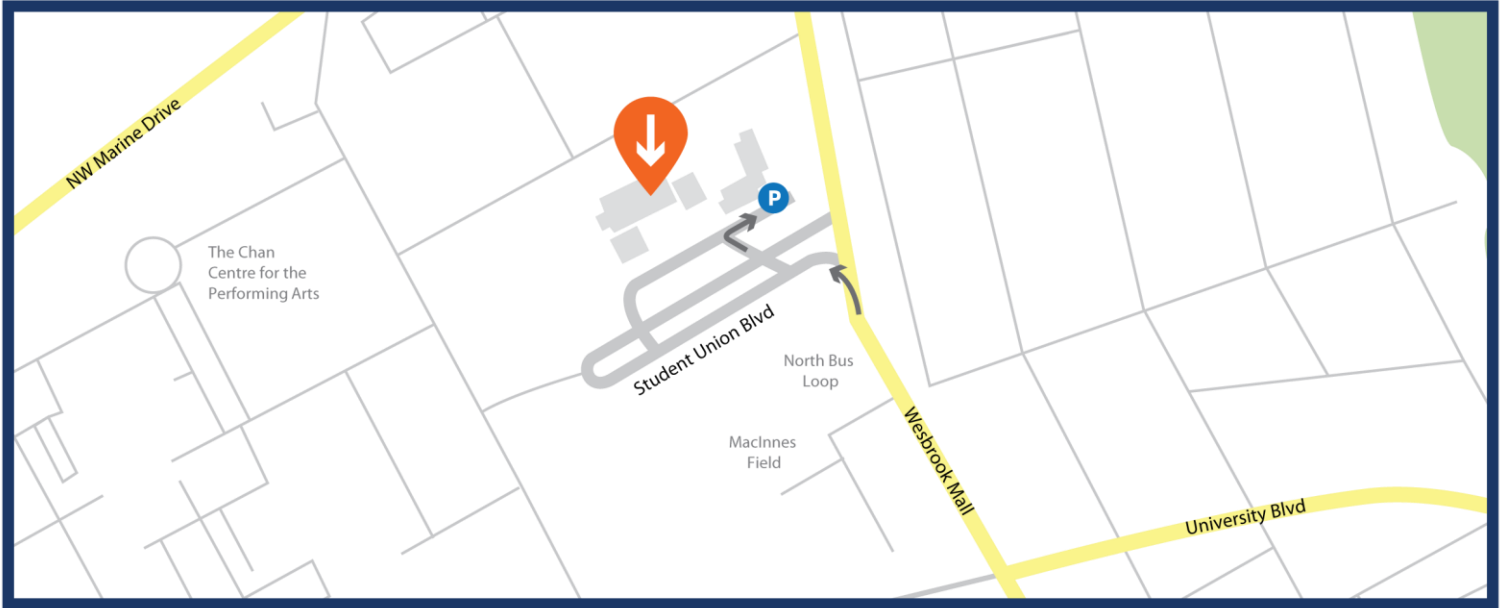 NW Marine Drive
P
The Chan
Centre for the
Performing Arts
Student Union Blvd
North Bus
Loop
MacInnes
Field
Wesbrook Mall
University Blvd